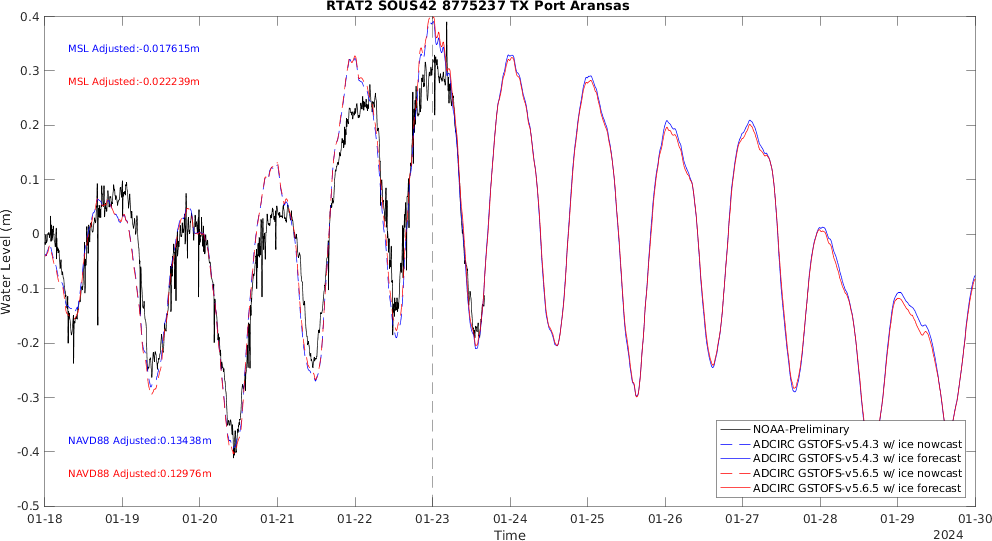 RTAT2 SOUS42 8775237 TX Port Aransas
MSL Adjusted:-0.017615m
MSL Adjusted:-0.022239m
NAVD88 Adjusted:0.13438m
NAVD88 Adjusted:0.12976m
Water Level (m)
0.4
0.3
0.2
0.1
0
-0.1
-0.2
-0.3
-0.4
-0.5
NOAA-Preliminary
ADCIRC GSTOFS-v5.4.3 w/ ice nowcast
ADCIRC GSTOFS-v5.4.3 w/ ice forecast
ADCIRC GSTOFS-v5.6.5 w/ ice nowcast
ADCIRC GSTOFS-v5.6.5 w/ ice forecast
01-18 01-19 01-20 01-21 01-22 01-23 01-24 01-25 01-26 01-27 01-28 01-29 01-30
Time
2024